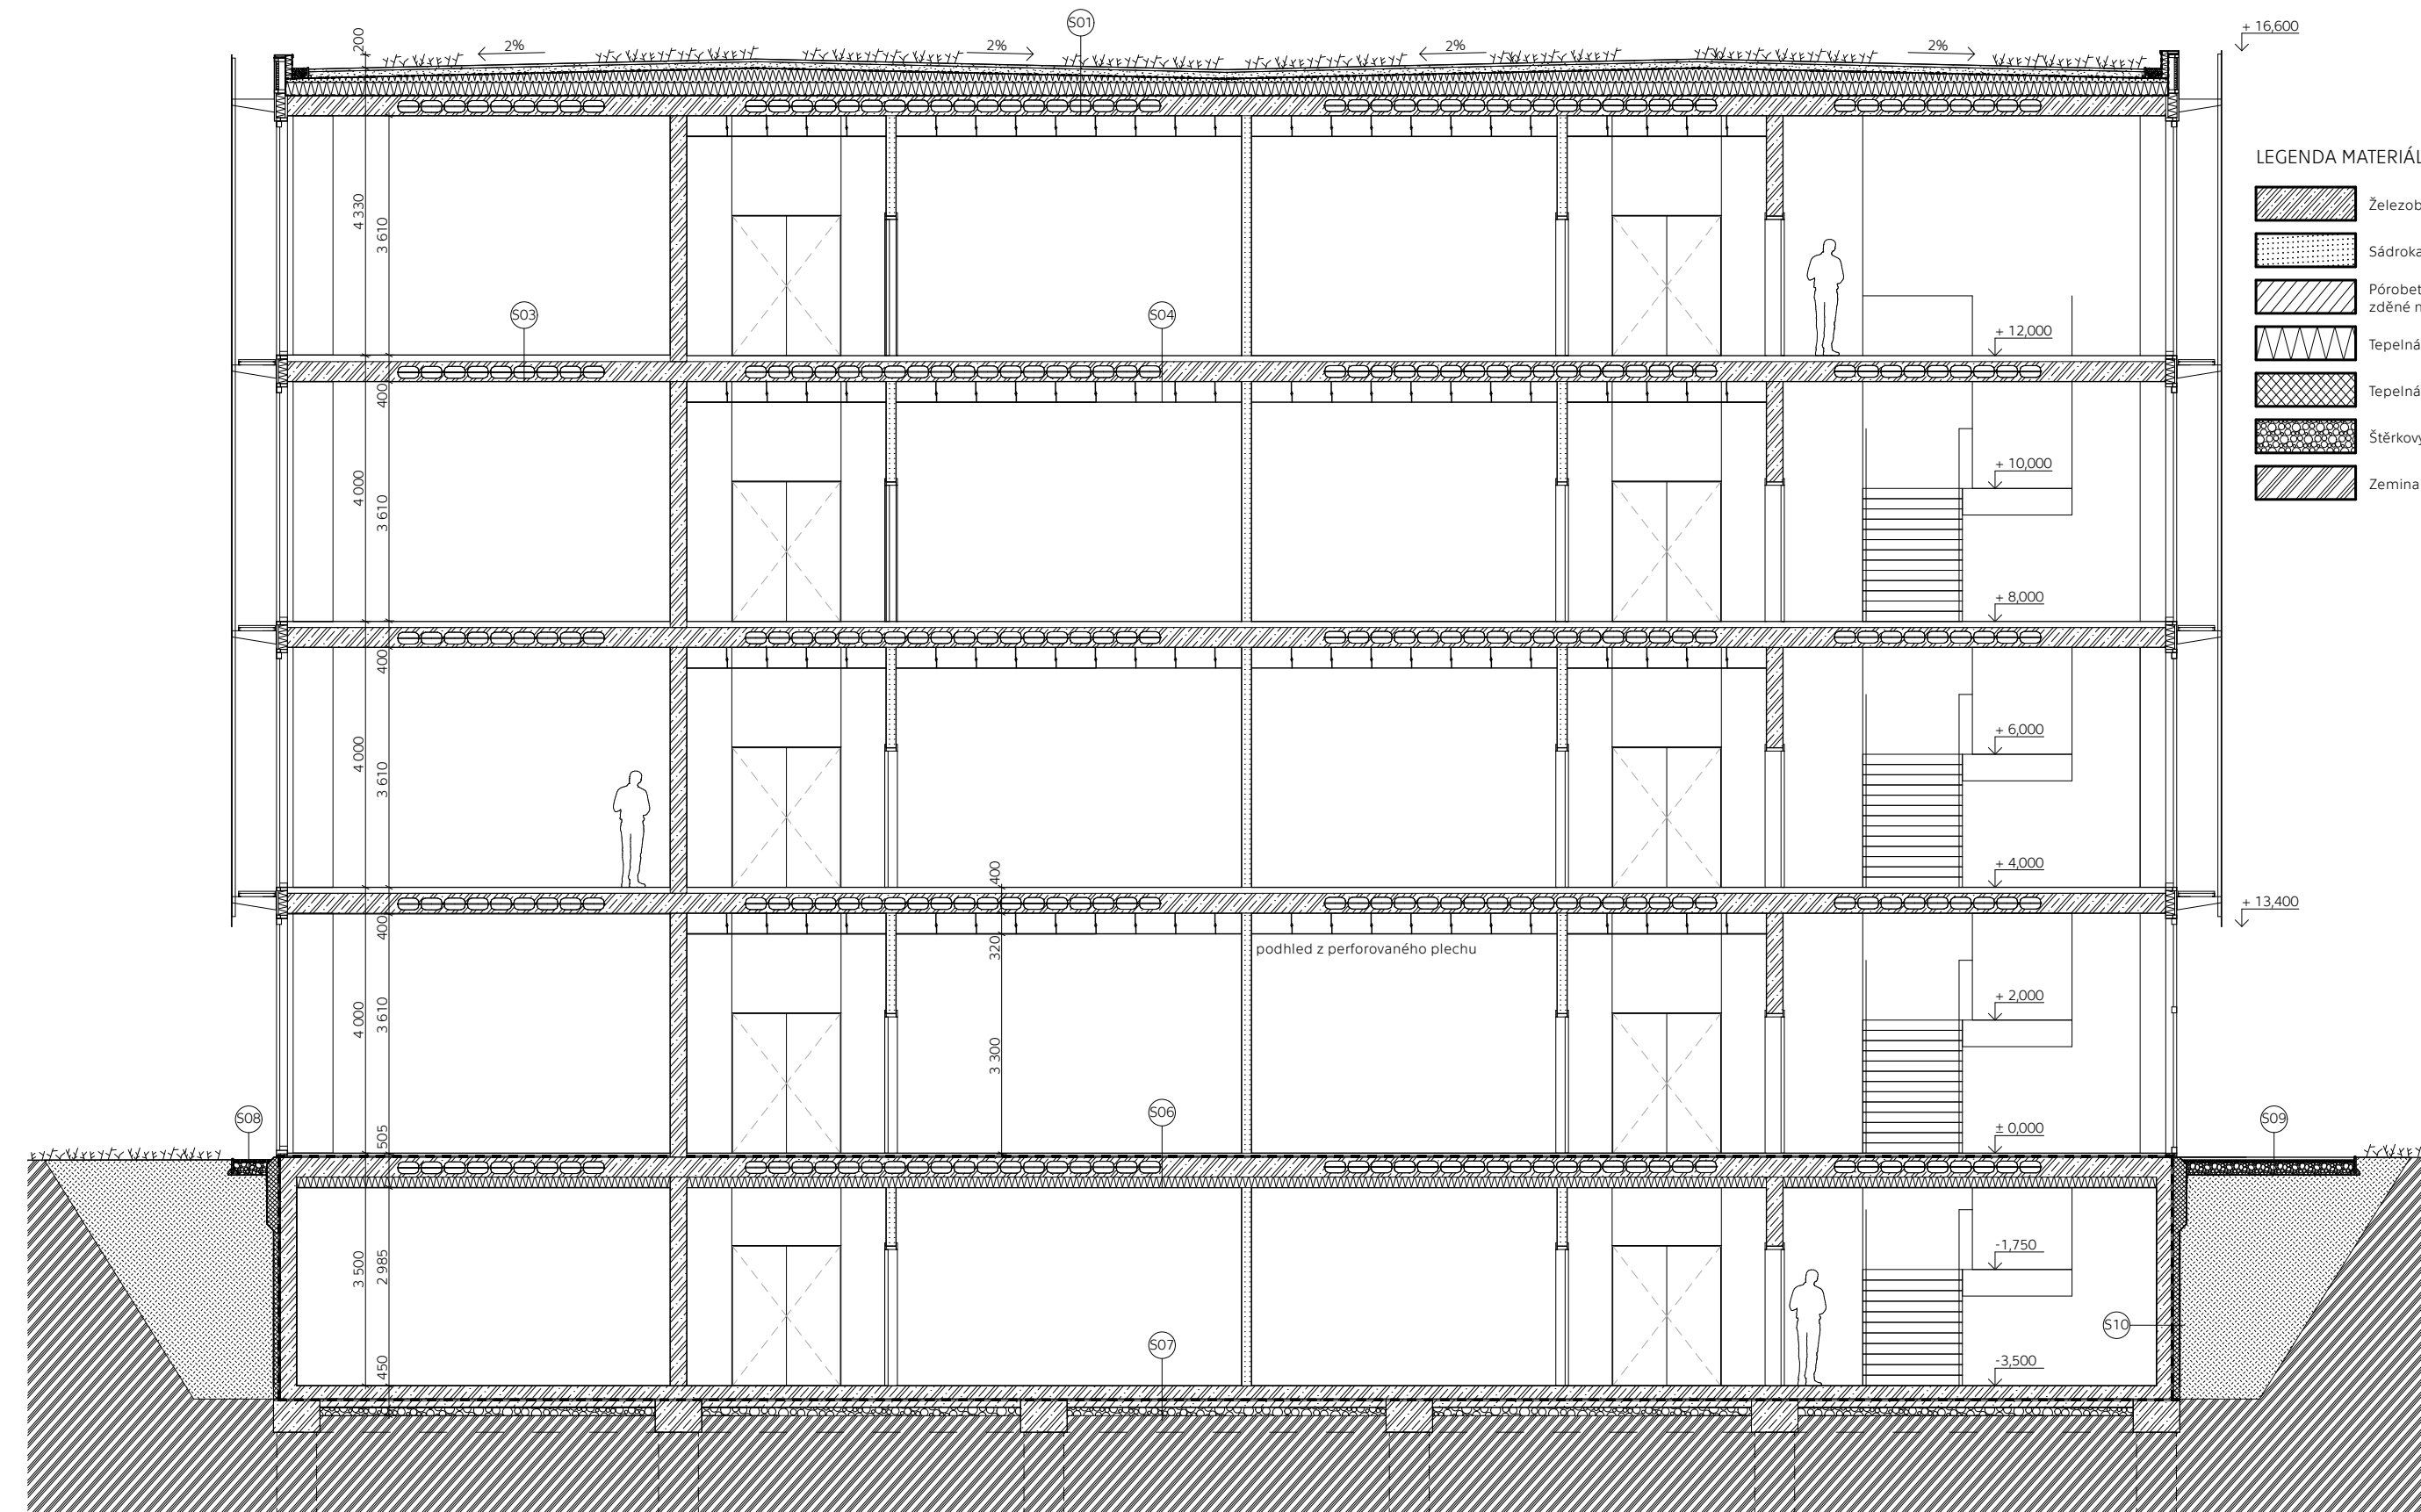 S01
+ 16,600
200
2%
2%
2%
2%
LEGENDA MATERIÁL
Železob
Sádroka
Pórobet
zděné n
Tepelná
Tepelná
Štěrkový
Zemina
4 330
3 610
S03
S04
+ 12,000
400
+ 10,000
4 000
3 610
+ 8,000
400
+ 6,000
4 000
3 610
400
+ 4,000
+ 13,400
400
320
podhled z perforovaného plechu
+ 2,000
4 000
3 610
3 300
S08
S06
S09
505
± 0,000
-1,750
3 500
2 985
S10
S07
450
-3,500